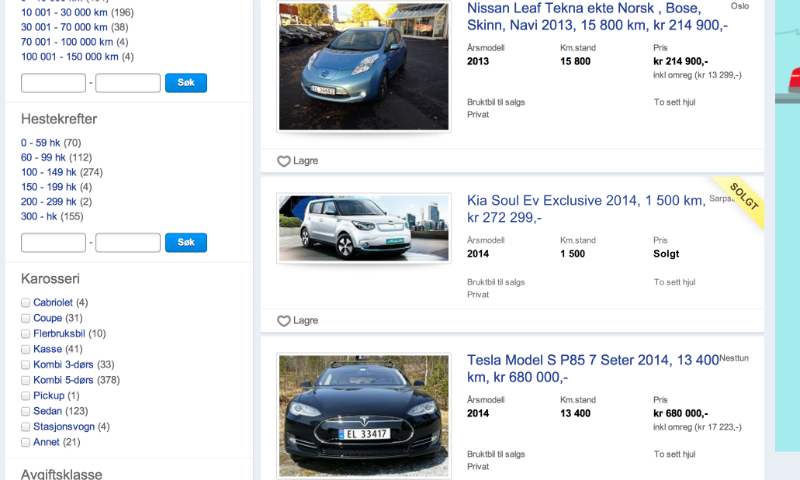 10 001 - 30 000 km (196)
30 001 - 70 000 km (38)
70 001 - 100 000 km (4)
100 001 - 150 000 km (4)
-
Søk
Hestekrefter
0 - 59 hk (70)
60 - 99 hk (112)
100 - 149 hk (274)
150 - 199 hk (4)
200 - 299 hk (2)
300 - hk (155)
-
Søk
Karosseri
Cabriolet (4)
Coupe (31)
Flerbruksbil (10)
Kasse (41)
Kombi 3-dørs (33)
Kombi 5-dørs (378)
Pickup (1)
Sedan (123)
Stasjonsvogn (4)
Annet (21)
Avgiftsklasse
Nissan Leaf Tekna ekte Norsk , Bose,
Skinn, Navi 2013, 15 800 km, kr 214 900,-
Oslo
Årsmodell Km.stand Pris
2013 15 800 kr 214 900,-
inkl omreg (kr 13 299,-)
Bruktbil til salgs To sett hjul
Privat
Lagre
Kia Soul Ev Exclusive 2014, 1 500 km,
kr 272 299,-
SOLGT
Årsmodell Km.stand Pris
2014 1 500 Solgt
Bruktbil til salgs To sett hjul
Privat
Lagre
Tesla Model S P85 7 Seter 2014, 13 400
km, kr 680 000,-
Nesttun
Årsmodell Km.stand Pris
2014 13 400 kr 680 000,-
inkl omreg (kr 17 223,-)
Bruktbil til salgs To sett hjul
Privat
EL 33417